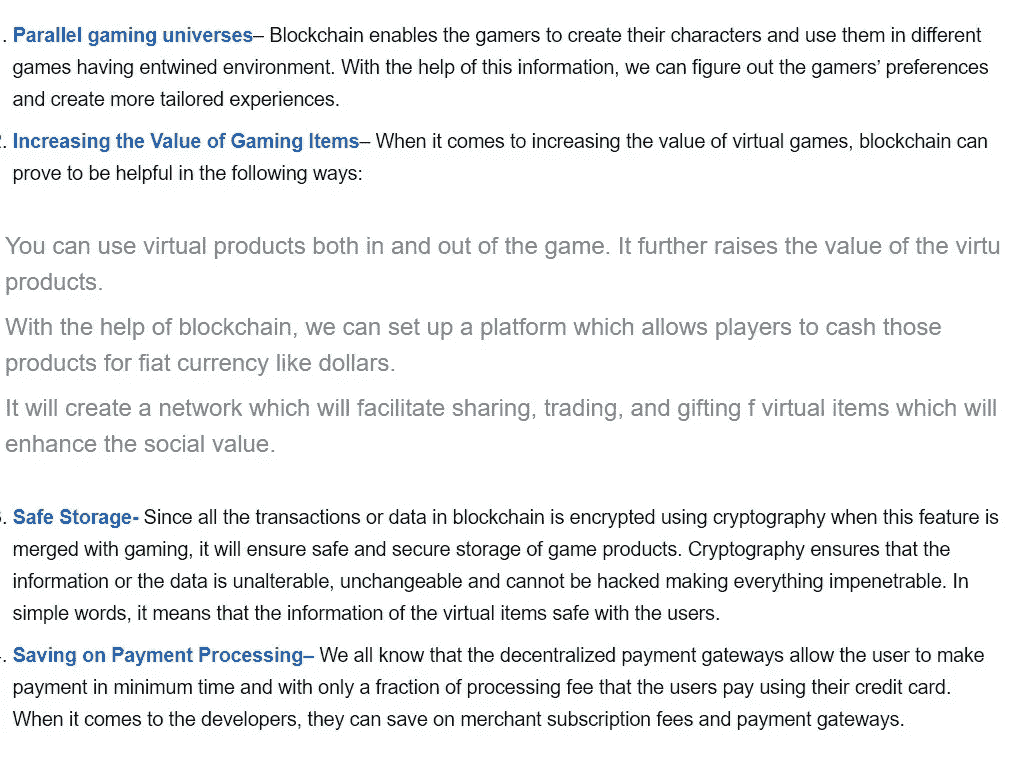 . Parallel gaming universes– Blockchain enables the gamers to create their characters and use them in different
games having entwined environment. With the help of this information, we can figure out the gamers’ preferences
and create more tailored experiences.
. Increasing the Value of Gaming Items– When it comes to increasing the value of virtual games, blockchain can
prove to be helpful in the following ways:
You can use virtual products both in and out of the game. It further raises the value of the virtu
products.
With the help of blockchain, we can set up a platform which allows players to cash those
products for fiat currency like dollars.
It will create a network which will facilitate sharing, trading, and gifting f virtual items which will
enhance the social value.
. Safe Storage- Since all the transactions or data in blockchain is encrypted using cryptography when this feature is
merged with gaming, it will ensure safe and secure storage of game products. Cryptography ensures that the
information or the data is unalterable, unchangeable and cannot be hacked making everything impenetrable. In
simple words, it means that the information of the virtual items safe with the users.
. Saving on Payment Processing– We all know that the decentralized payment gateways allow the user to make
payment in minimum time and with only a fraction of processing fee that the users pay using their credit card.
When it comes to the developers, they can save on merchant subscription fees and payment gateways.